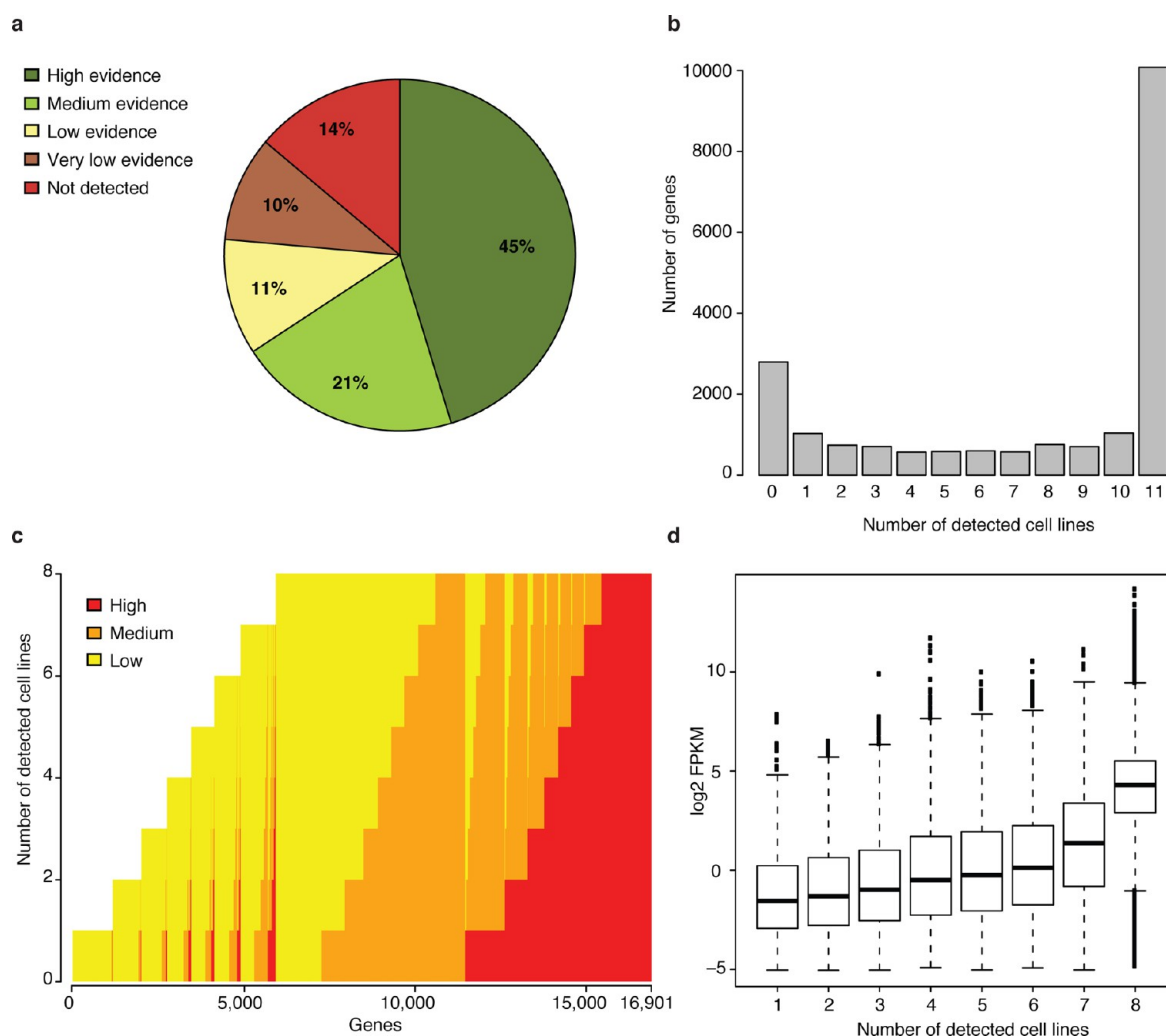 a
High evidence
Medium evidence
Low evidence
Very low evidence
Not detected
14%
10%
11%
21%
45%
b
10000
8000
6000
4000
2000
0
Number of genes
0 1 2 3 4 5 6 7 8 9 10 11
Number of detected cell lines
c
8
6
4
2
0
Number of detected cell lines
High
Medium
Low
0 5,000 10,000 15,000 16,901
Genes
d
10
5
0
−5
log2 FPKM
1 2 3 4 5 6 7 8
Number of detected cell lines